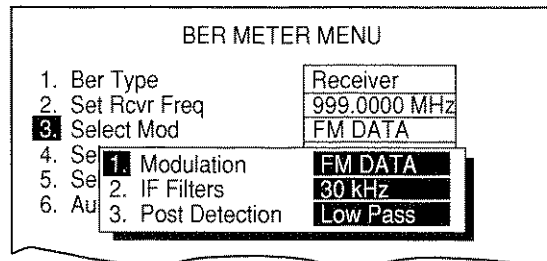 BER METER MENU
1. Ber Type Receiver
2. Set Rcvr Freq 999.0000 MHz
3. Select Mod FM DATA
4. Se
5. Se
6. Au
1. Modulation FM DATA
2. IF Filters 30 kHz
3. Post Detection Low Pass